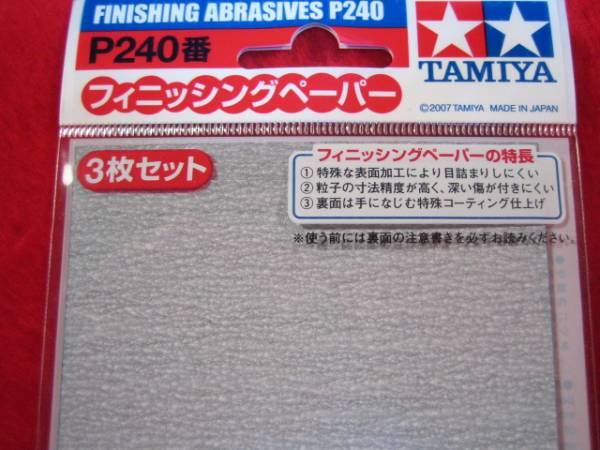 FINISHING ABRASIVES P240
P240番
フィニッシングペーパー
TAMIYA
©2007 TAMIYA MADE IN JAPAN
3枚セット
フィニッシングペーパーの特長
① 特殊な表面加工により目詰まりしにくい
② 粒子の寸法精度が高く、深い傷が付きにくい
③ 裏面は手になじむ特殊コーティング仕上げ
※使う前には裏面の注意書きを必ずお読みください。